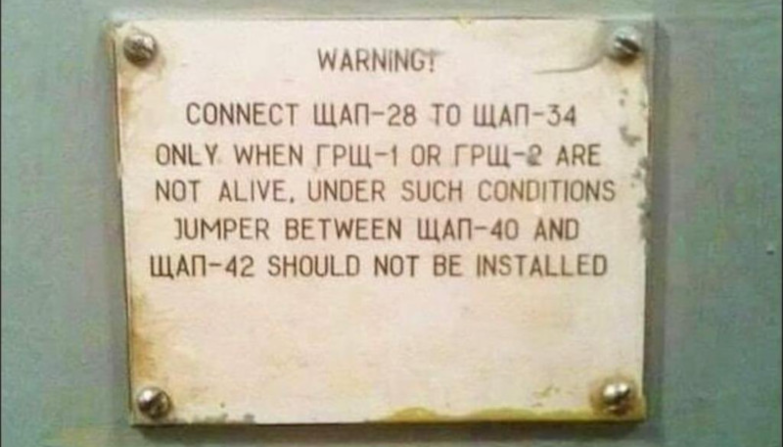 WARNING!
CONNECT ЩАП-28 TO ЩАП-34
ONLY WHEN ГРЩ-1 OR ГРЩ-2 ARE
NOT ALIVE, UNDER SUCH CONDITIONS
JUMPER BETWEEN ЩАП-40 AND
ЩАП-42 SHOULD NOT BE INSTALLED